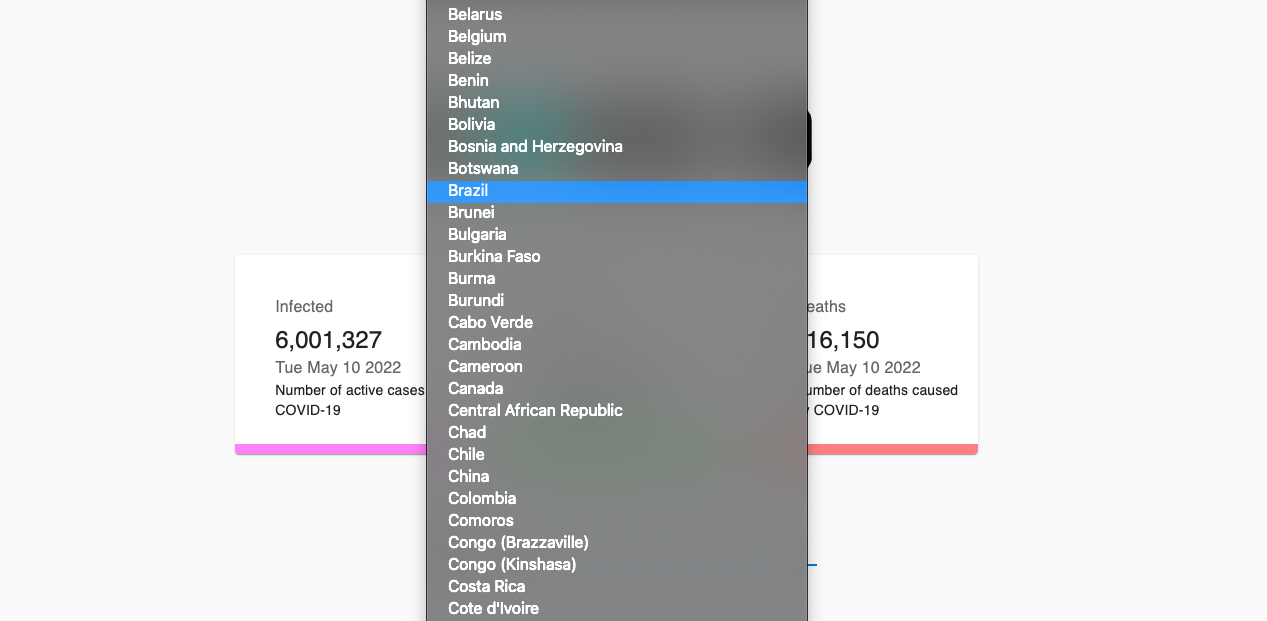 Belarus
Belgium
Belize
Benin
Bhutan
Bolivia
Bosnia and Herzegovina
Botswana
Brazil
Brunei
Bulgaria
Burkina Faso
Burma
Burundi
Cabo Verde
Cambodia
Cameroon
Canada
Central African Republic
Chad
Chile
China
Colombia
Comoros
Congo (Brazzaville)
Congo (Kinshasa)
Costa Rica
Cote d'Ivoire
Infected
6,001,327
Tue May 10 2022
Number of active cases
COVID-19
eaths
16,150
ue May 10 2022
umber of deaths caused
COVID-19